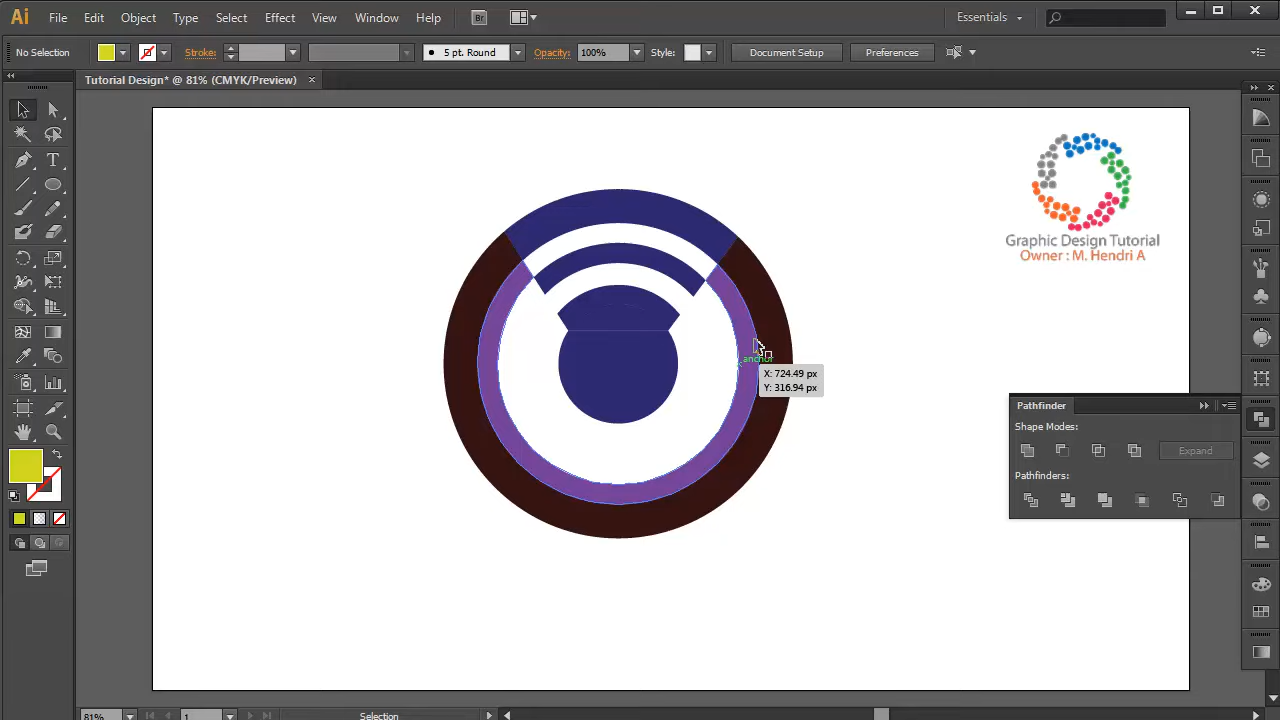 Ai File Edit Object Type Select Effect View Window Help Br Essentials
No Selection Stroke: 5 pt. Round Opacity: 100% Style: Document Setup Preferences
Tutorial Design* @ 81% (CMYK/Preview)
T
Graphic Design Tutorial
Owner : M. Hendri A
anchor
X: 724.49 px
Y: 316.94 px
Pathfinder
Shape Modes:
Expand
Pathfinders:
81% 1 Selection